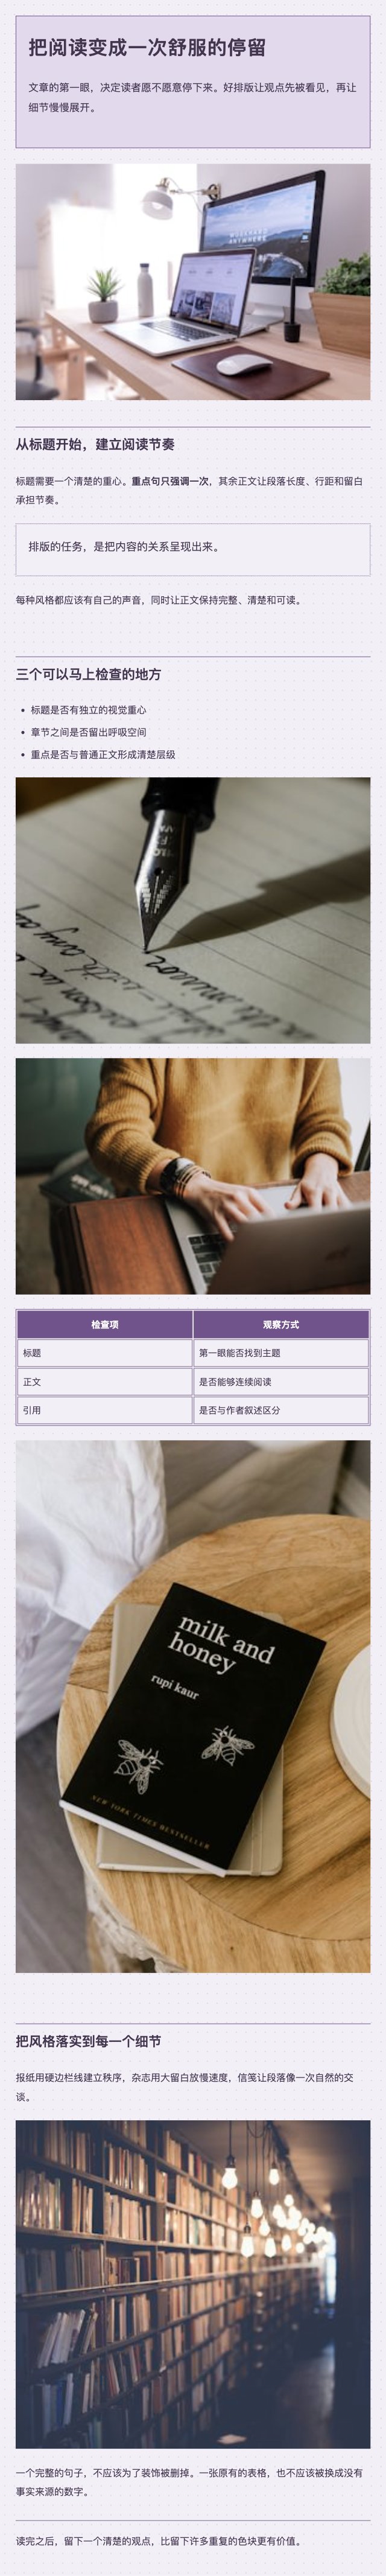 把阅读变成一次舒服的停留
文章的第一眼，决定读者愿不愿意停下来。好排版让观点先被看见，再让
细节慢慢展开。
从标题开始，建立阅读节奏
标题需要一个清楚的重心。重点句只强调一次，其余正文让段落长度、行距和留白
承担节奏。
排版的任务，是把内容的关系呈现出来。
每种风格都应该有自己的声音，同时让正文保持完整、清楚和可读。
三个可以马上检查的地方
• 标题是否有独立的视觉重心
• 章节之间是否留出呼吸空间
• 重点是否与普通正文形成清楚层级
检查项 观察方式
标题 第一眼能否找到主题
正文 是否能够连续阅读
引用 是否与作者叙述区分
milk and
honey
rupi kaur
NEW YORK TIMES BESTSELLER
把风格落实到每一个细节
报纸用硬边栏线建立秩序，杂志用大留白放慢速度，信笺让段落像一次自然的交
谈。
一个完整的句子，不应该为了装饰被删掉。一张原有的表格，也不应该被换成没有
事实来源的数字。
读完之后，留下一个清楚的观点，比留下许多重复的色块更有价值。